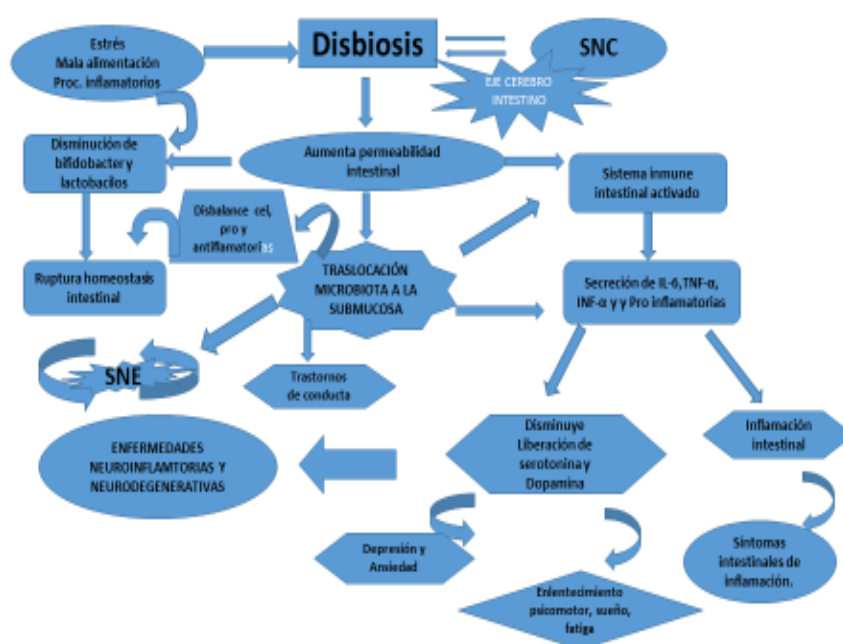 Estrés
Mala alimentación
Proc. inflamatorios
Disbiosis
SNC
EJE CEREBRO
INTESTINO
Disminución de
bifidobacter y
lactobacilos
Aumenta permeabilidad
intestinal
Sistema inmune
intestinal activado
Disbalance cel,
pro y
antiflamatorias
Ruptura homeostasis
intestinal
TRASLOCACIÓN
MICROBIOTA A LA
SUBMUCOSA
Secreción de IL-6,TNF-α,
INF-α y y Pro inflamatorias
SNE
Trastornos
de conducta
ENFERMEDADES
NEUROINFLAMTORIAS Y
NEURODEGENERATIVAS
Disminuye
Liberación de
serotonina y
Dopamina
Inflamación
intestinal
Depresión y
Ansiedad
Enlentecimiento
psicomotor, sueño,
fatiga
Síntomas
intestinales de
inflamación.